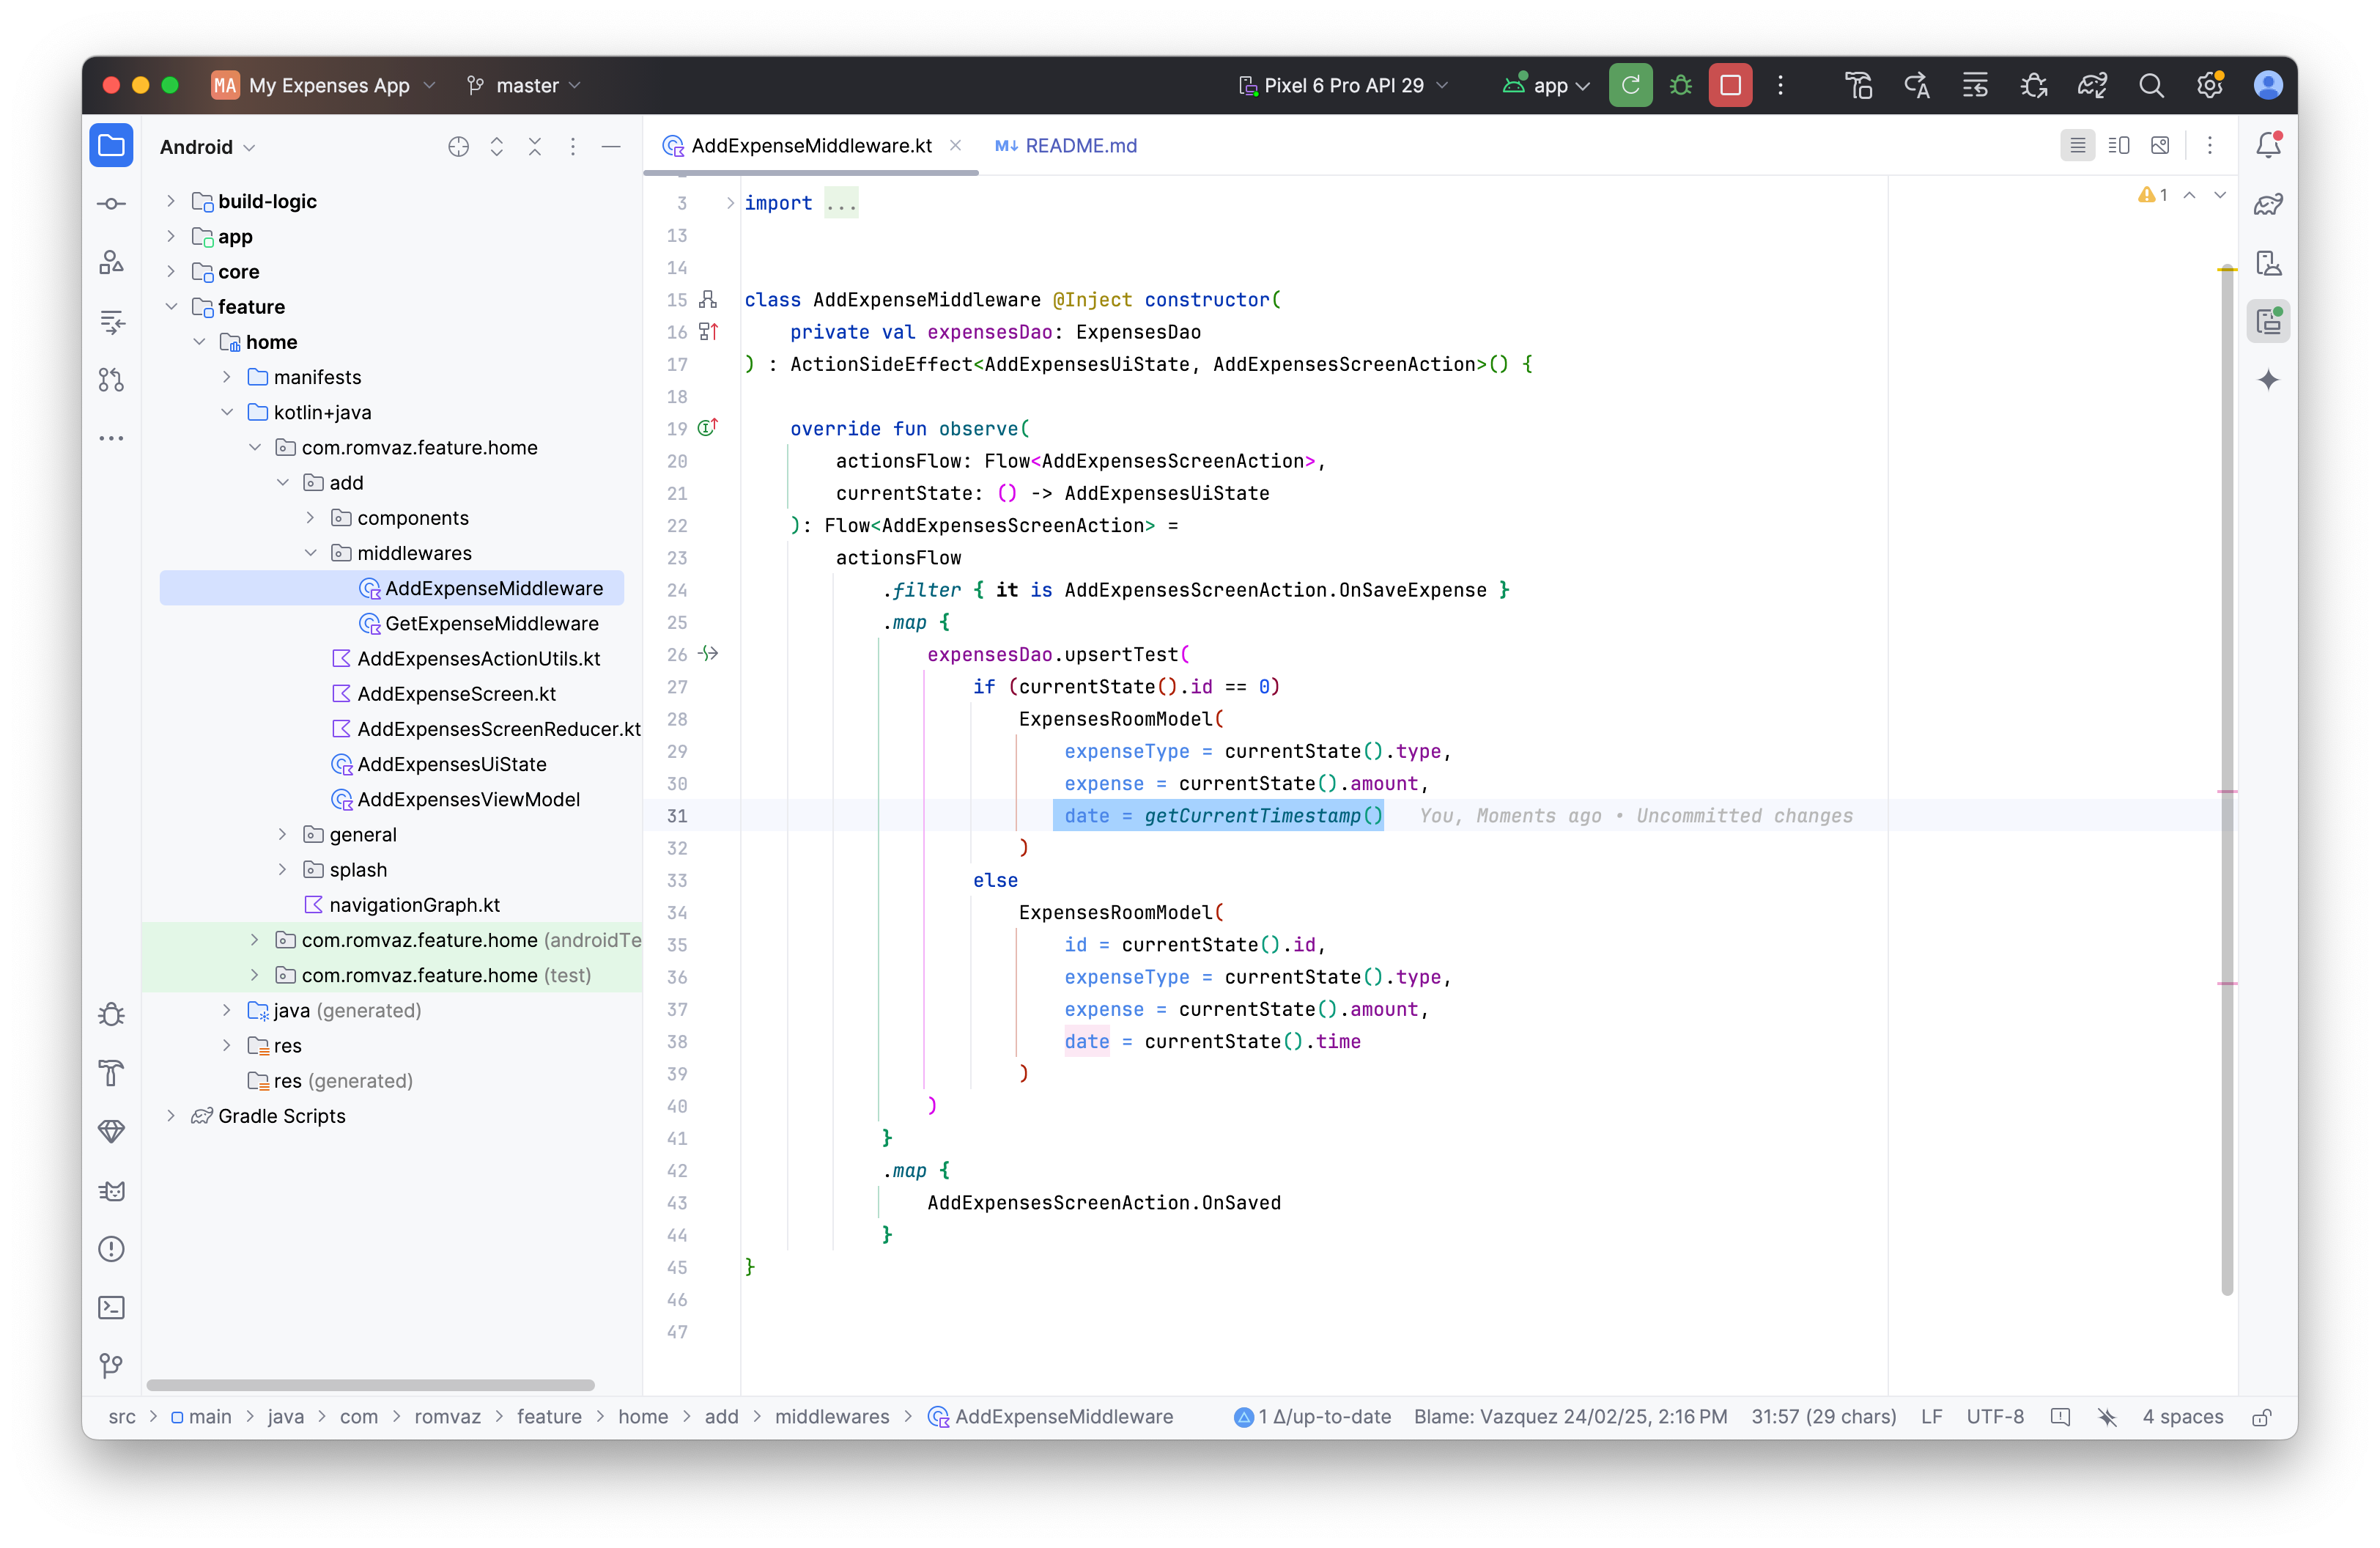 MA My Expenses App master Pixel 6 Pro API 29 app
Android
AddExpenseMiddleware.kt README.md
build-logic
app
core
feature
home
manifests
kotlin+java
com.romvaz.feature.home
add
components
middlewares
AddExpenseMiddleware
GetExpenseMiddleware
AddExpensesActionUtils.kt
AddExpenseScreen.kt
AddExpensesScreenReducer.kt
AddExpensesUiState
AddExpensesViewModel
general
splash
navigationGraph.kt
com.romvaz.feature.home (androidTe
com.romvaz.feature.home (test)
java (generated)
res
res (generated)
Gradle Scripts
1
3 import ...
13
14
15 class AddExpenseMiddleware @Inject constructor(
16 private val expensesDao: ExpensesDao
17 ) : ActionSideEffect<AddExpensesUiState, AddExpensesScreenAction>() {
18
19 override fun observe(
20 actionsFlow: Flow<AddExpensesScreenAction>,
21 currentState: () -> AddExpensesUiState
22 ): Flow<AddExpensesScreenAction> =
23 actionsFlow
24 .filter { it is AddExpensesScreenAction.OnSaveExpense }
25 .map {
26 expensesDao.upsertTest(
27 if (currentState().id == 0)
28 ExpensesRoomModel(
29 expenseType = currentState().type,
30 expense = currentState().amount,
31 date = getCurrentTimestamp() You, Moments ago • Uncommitted changes
32 )
33 else
34 ExpensesRoomModel(
35 id = currentState().id,
36 expenseType = currentState().type,
37 expense = currentState().amount,
38 date = currentState().time
39 )
40 )
41 }
42 .map {
43 AddExpensesScreenAction.OnSaved
44 }
45 }
46
47
src > main > java > com > romvaz > feature > home > add > middlewares > AddExpenseMiddleware 1 Δ/up-to-date Blame: Vazquez 24/02/25, 2:16 PM 31:57 (29 chars) LF UTF-8 4 spaces